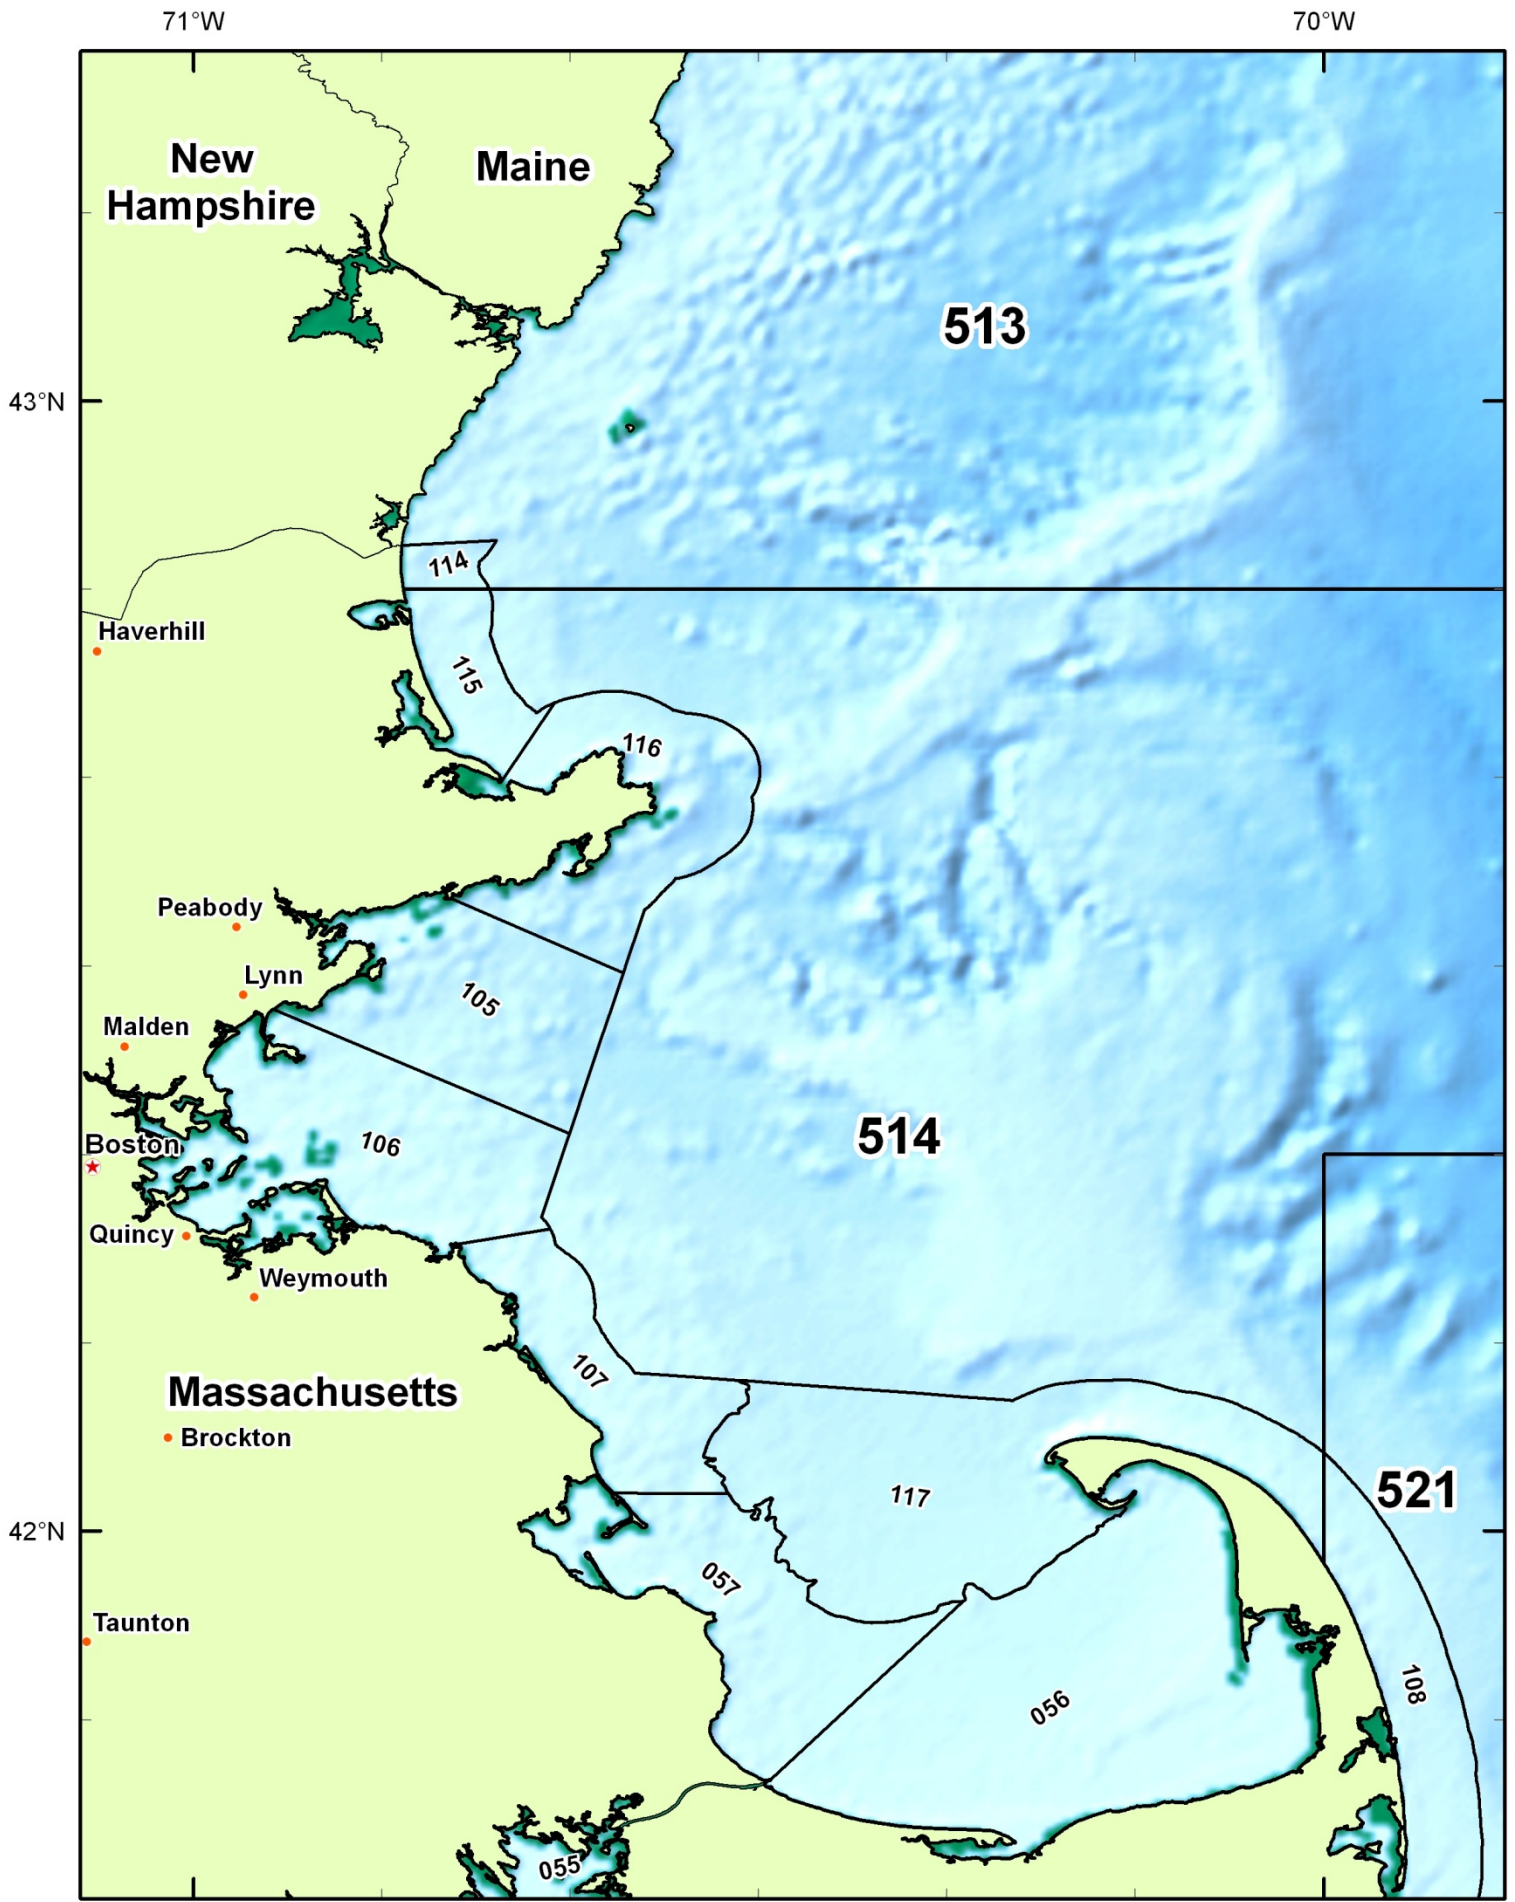 71°W
70°W
New
Hampshire
Maine
513
43°N
114
Haverhill
115
116
Peabody
Lynn
105
Malden
514
106
Boston
Quincy
Weymouth
107
Massachusetts
Brockton
521
117
42°N
057
Taunton
108
056
055